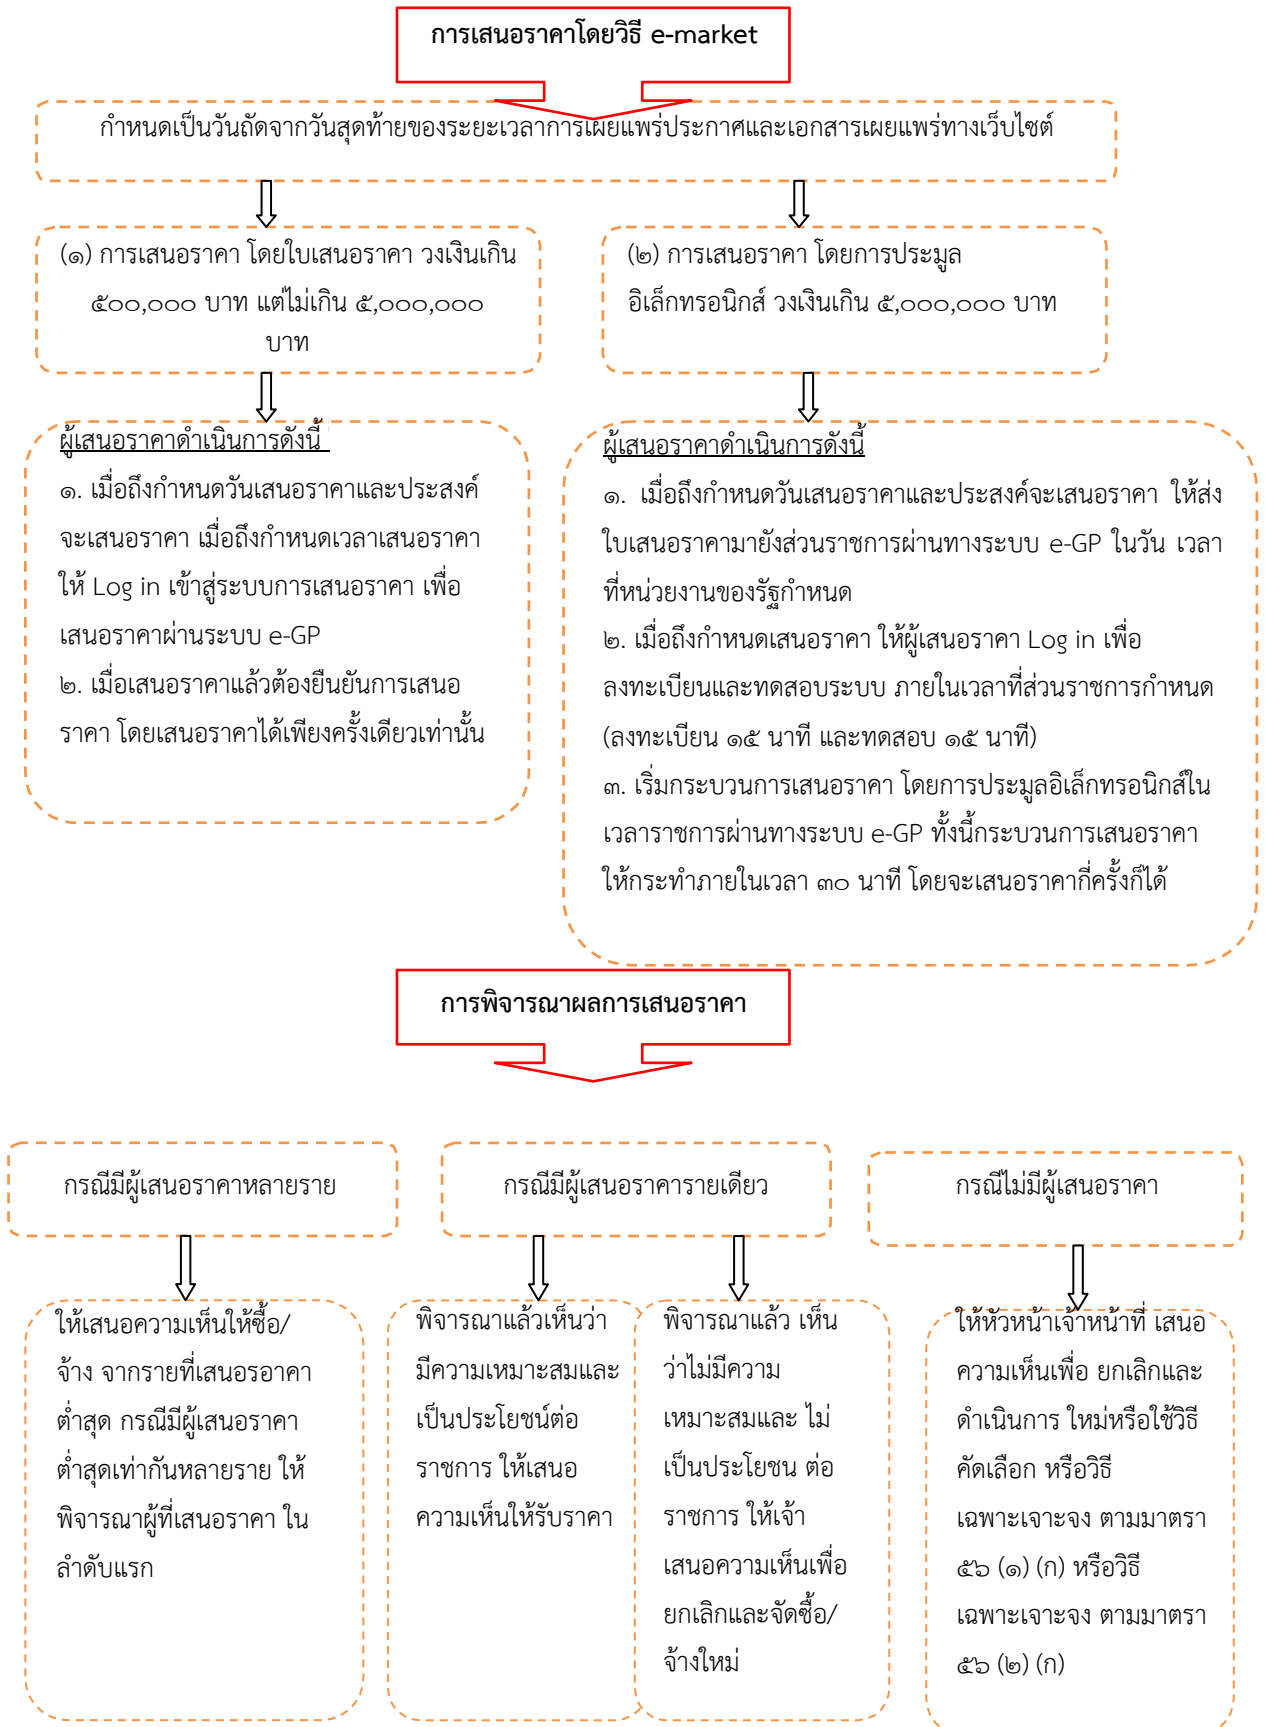 การเสนอราคาโดยวิธี e-market
กำหนดเป็นวันถัดจากวันสุดท้ายของระยะเวลาการเผยแพร่ประกาศและเอกสารเผยแพร่ทางเว็บไซต์
(๑) การเสนอราคา โดยใบเสนอราคา วงเงินเกิน
๕๐๐,๐๐๐ บาท แต่ไม่เกิน ๕,๐๐๐,๐๐๐
บาท
(๒) การเสนอราคา โดยการประมูล
อิเล็กทรอนิกส์ วงเงินเกิน ๕,๐๐๐,๐๐๐ บาท
ผู้เสนอราคาดำเนินการดังนี้
๑. เมื่อถึงกำหนดวันเสนอราคาและประสงค์
จะเสนอราคา เมื่อถึงกำหนดเวลาเสนอราคา
ให้ Log in เข้าสู่ระบบการเสนอราคา เพื่อ
เสนอราคาผ่านระบบ e-GP
๒. เมื่อเสนอราคาแล้วต้องยืนยันการเสนอ
ราคา โดยเสนอราคาได้เพียงครั้งเดียวเท่านั้น
ผู้เสนอราคาดำเนินการดังนี้
๑. เมื่อถึงกำหนดวันเสนอราคาและประสงค์จะเสนอราคา ให้ส่ง
ใบเสนอราคามายังส่วนราชการผ่านทางระบบ e-GP ในวัน เวลา
ที่หน่วยงานของรัฐกำหนด
๒. เมื่อถึงกำหนดเสนอราคา ให้ผู้เสนอราคา Log in เพื่อ
ลงทะเบียนและทดสอบระบบ ภายในเวลาที่ส่วนราชการกำหนด
(ลงทะเบียน ๑๕ นาที และทดสอบ ๑๕ นาที)
๓. เริ่มกระบวนการเสนอราคา โดยการประมูลอิเล็กทรอนิกส์ใน
เวลาราชการผ่านทางระบบ e-GP ทั้งนี้กระบวนการเสนอราคา
ให้กระทำภายในเวลา ๓๐ นาที โดยจะเสนอราคากี่ครั้งก็ได้
การพิจารณาผลการเสนอราคา
กรณีมีผู้เสนอราคาหลายราย
กรณีมีผู้เสนอราคารายเดียว
กรณีไม่มีผู้เสนอราคา
ให้เสนอความเห็นให้ซื้อ/
จ้าง จากรายที่เสนอรอาคา
ต่ำสุด กรณีมีผู้เสนอราคา
ต่ำสุดเท่ากันหลายราย ให้
พิจารณาผู้ที่เสนอราคา ใน
ลำดับแรก
พิจารณาแล้วเห็นว่า
มีความเหมาะสมและ
เป็นประโยชน์ต่อ
ราชการ ให้เสนอ
ความเห็นให้รับราคา
พิจารณาแล้ว เห็น
ว่าไม่มีความ
เหมาะสมและ ไม่
เป็นประโยชน ต่อ
ราชการ ให้เจ้า
เสนอความเห็นเพื่อ
ยกเลิกและจัดซื้อ/
จ้างใหม่
ให้หัวหน้าเจ้าหน้าที่ เสนอ
ความเห็นเพื่อ ยกเลิกและ
ดำเนินการ ใหม่หรือใช้วิธี
คัดเลือก หรือวิธี
เฉพาะเจาะจง ตามมาตรา
๕๖ (๑) (ก) หรือวิธี
เฉพาะเจาะจง ตามมาตรา
๕๖ (๒) (ก)